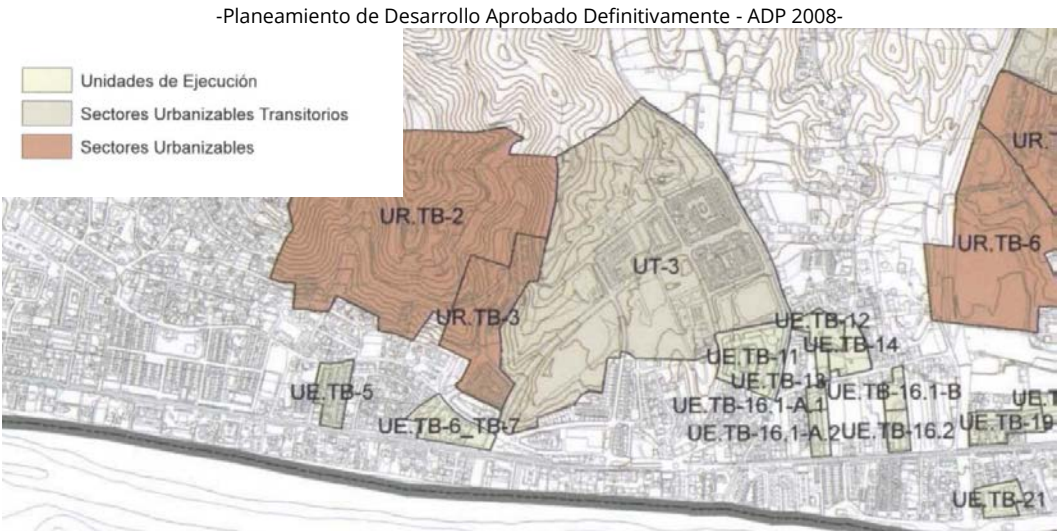 -Planeamiento de Desarrollo Aprobado Definitivamente - ADP 2008-
Unidades de Ejecución
Sectores Urbanizables Transitorios
Sectores Urbanizables
UR.
UR.TB-2
UR.TB-6
UT-3
UR.TB-3
UE.TB-12
UE.TB-14
UE.TB-11
UE.TB-13
UE.TB-5
UE.TB-16.1-B
UE.TB-16.1-A.1
UE.T
UE.TB-6_TB-7
UE.TB-19
UE.TB-16.1-A.2
UE.TB-16.2
UE.TB-21